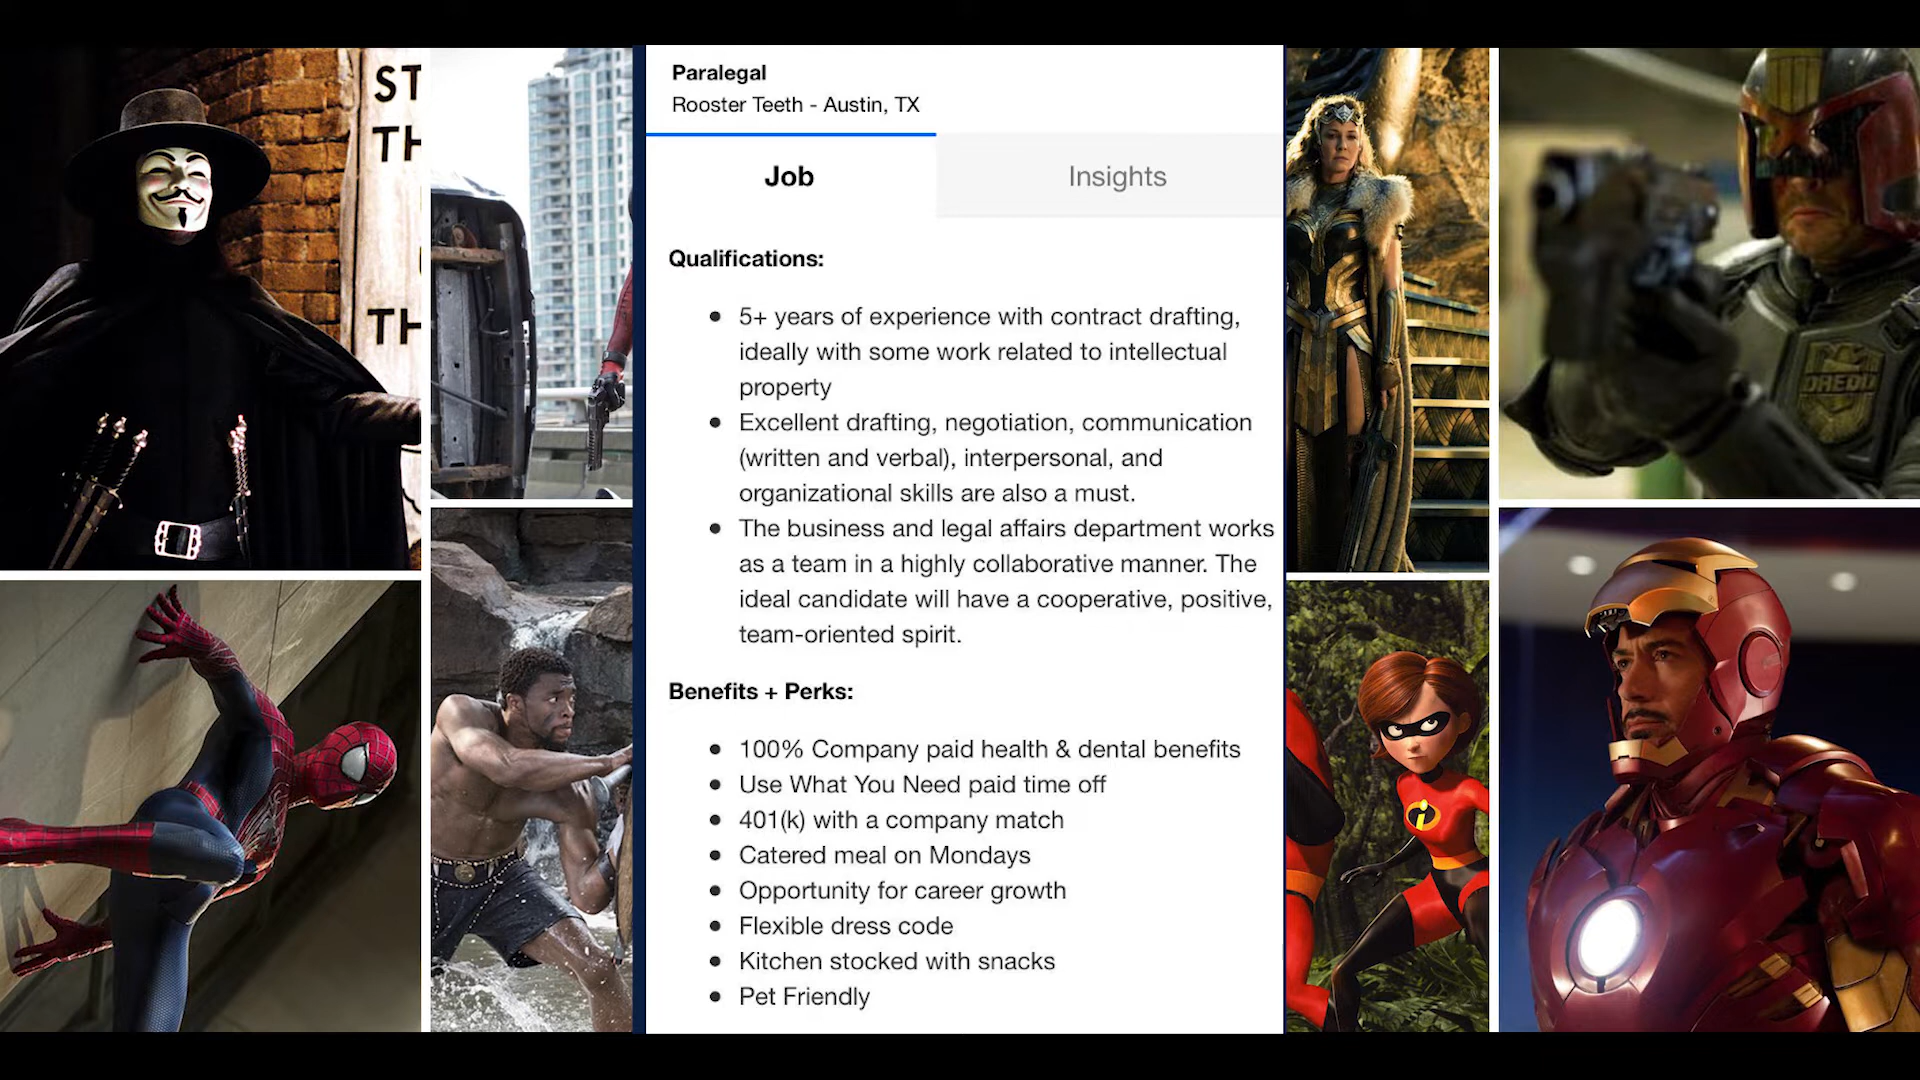 ST
TH
TH
Paralegal
Rooster Teeth - Austin, TX
Job
Insights
Qualifications:
5+ years of experience with contract drafting,
ideally with some work related to intellectual
property
Excellent drafting, negotiation, communication
(written and verbal), interpersonal, and
organizational skills are also a must.
The business and legal affairs department works
as a team in a highly collaborative manner. The
ideal candidate will have a cooperative, positive,
team-oriented spirit.
Benefits + Perks:
100% Company paid health & dental benefits
Use What You Need paid time off
401(k) with a company match
Catered meal on Mondays
Opportunity for career growth
Flexible dress code
Kitchen stocked with snacks
Pet Friendly
DREDD